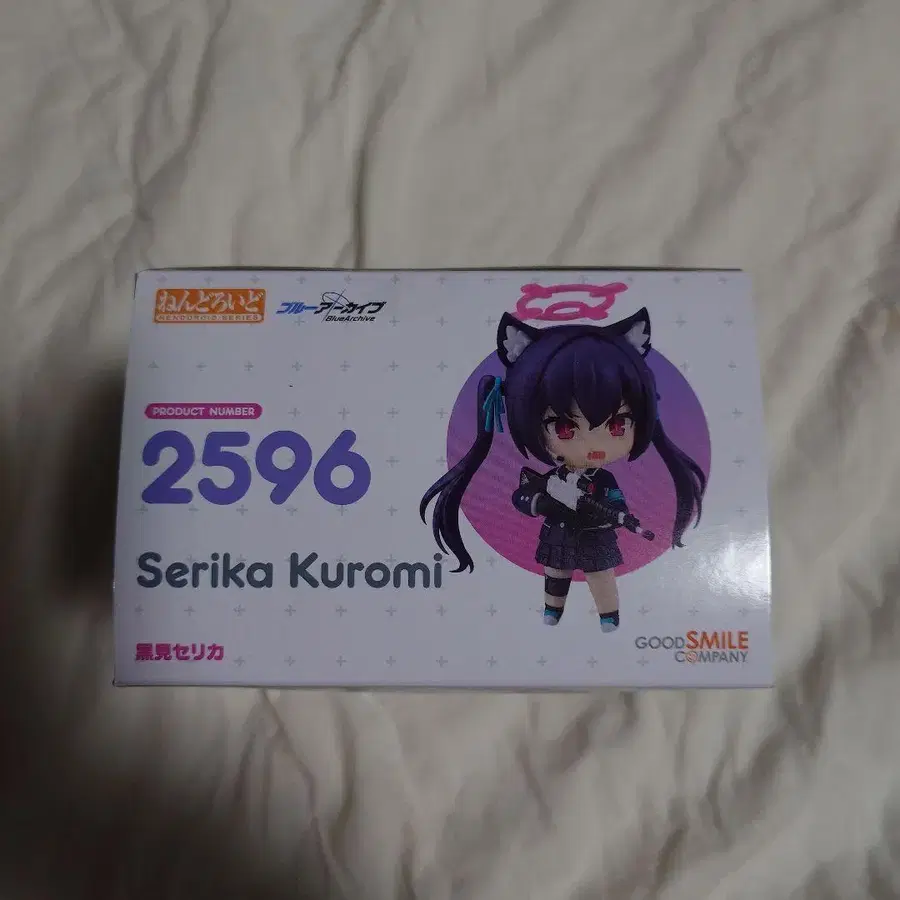 ねんどろいど
NENDOROID SERIES
ブルーアーカイブ
BlueArchive
PRODUCT NUMBER
2596
Serika Kuromi
黒見セリカ
GOOD SMILE
COMPANY